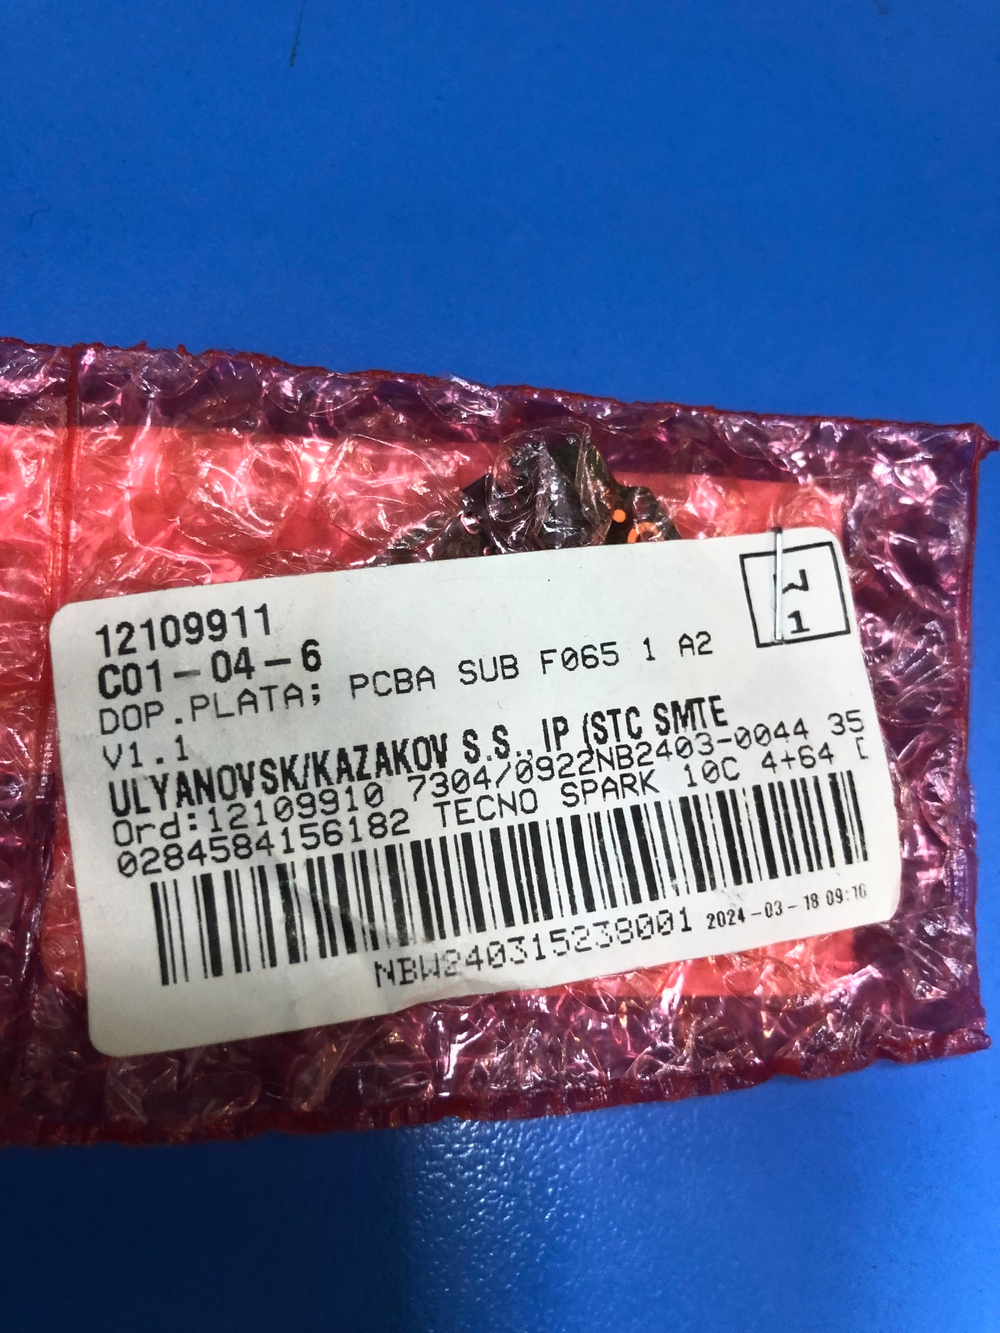 12109911
C01-04-6
DOP.PLATA; PCBA SUB F065 1 A2
V1.1
ULYANOVSK/KAZAKOV S.S., IP (STC SMTE
Ord:12109910 7304/0922NB2403-0044 35
0284584156182 TECNO SPARK 10C 4+64 [
NBW240315238001 2024-03-18 09:16
1